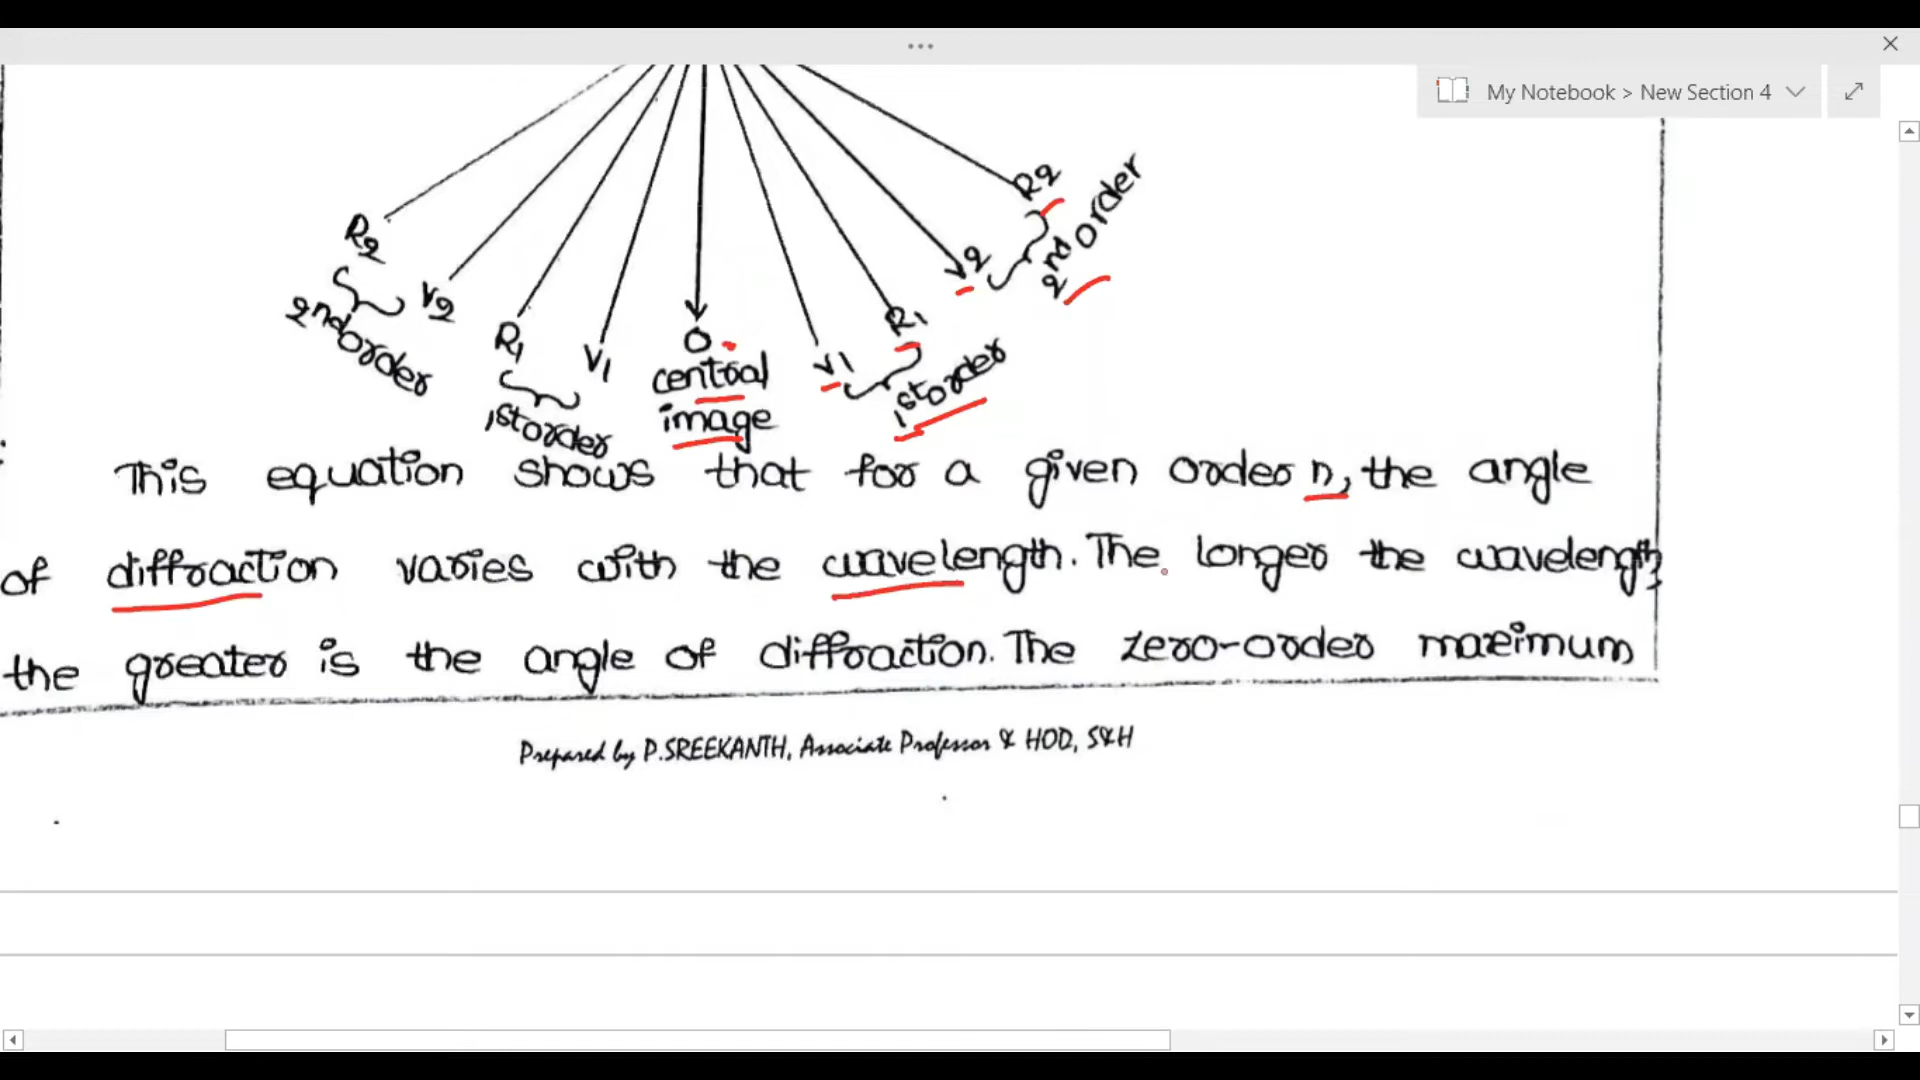 My Notebook > New Section 4
R2
V2
2nd order
R1
V1
1st order
O
central
image
V1
R1
1st order
V2
R2
2nd order
This equation shows that for a given order n, the angle
of diffraction varies with the wavelength. The longer the wavelength,
the greater is the angle of diffraction. The zero-order maximum
Prepared by P.SREEKANTH, Associate Professor & HOD, S&H